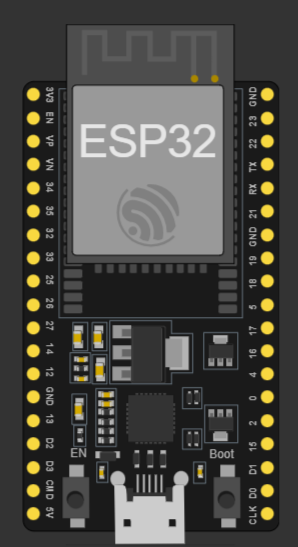 ESP32
3V3
EN
VP
VN
34
35
32
33
25
26
27
14
12
GND
13
D2
D3
CMD
5V
GND
23
22
TX
RX
21
GND
19
18
5
17
16
4
0
2
15
D1
D0
CLK
EN
Boot